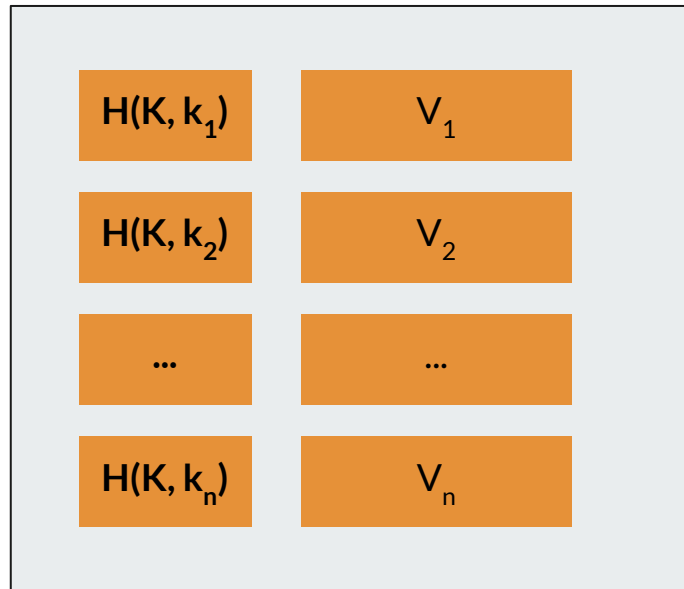 H(K, k₁) V₁
H(K, k₂) V₂
... ...
H(K, kₙ) Vₙ